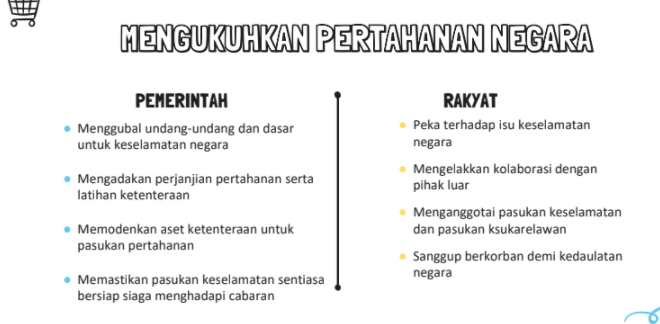 MENGUKUHKAN PERTAHANAN NEGARA
PEMERINTAH
Menggubal undang-undang dan dasar
untuk keselamatan negara
Mengadakan perjanjian pertahanan serta
latihan ketenteraan
Memodenkan aset ketenteraan untuk
pasukan pertahanan
Memastikan pasukan keselamatan sentiasa
bersiap siaga menghadapi cabaran
RAKYAT
Peka terhadap isu keselamatan
negara
Mengelakkan kolaborasi dengan
pihak luar
Menganggotai pasukan keselamatan
dan pasukan ksukarelawan
Sanggup berkorban demi kedaulatan
negara